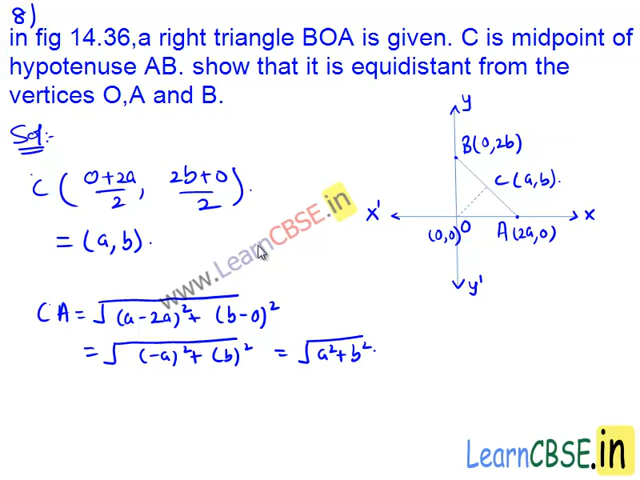 8)
in fig 14.36,a right triangle BOA is given. C is midpoint of
hypotenuse AB. show that it is equidistant from the
vertices O,A and B.
Sol:-
C ( 0+2a/2 , 2b+0/2 ).
= (a,b).
CA = √(a-2a)²+ (b-0)²
= √(-a)²+(b)² = √a²+b².
y
B(0,2b)
C(a,b).
x'
x
(0,0) O
A (2a,0)
y'
www.LearnCBSE.in
LearnCBSE.in